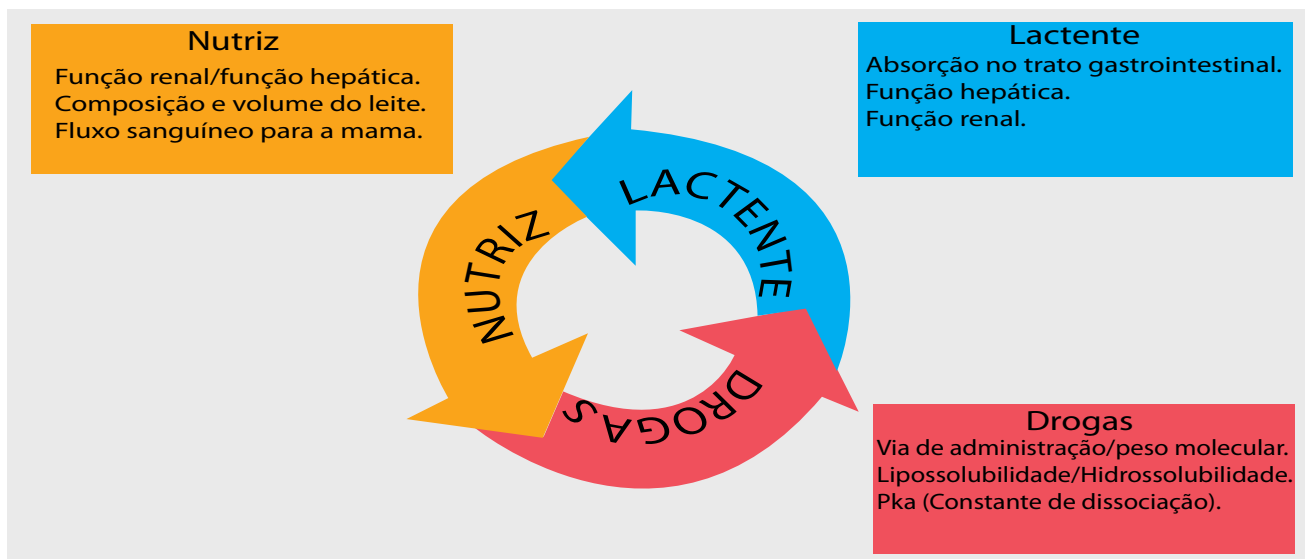 Nutriz
Função renal/função hepática.
Composição e volume do leite.
Fluxo sanguíneo para a mama.
Lactente
Absorção no trato gastrointestinal.
Função hepática.
Função renal.
NUTRIZ
LACTENTE
DROGAS
Drogas
Via de administração/peso molecular.
Lipossolubilidade/Hidrossolubilidade.
Pka (Constante de dissociação).